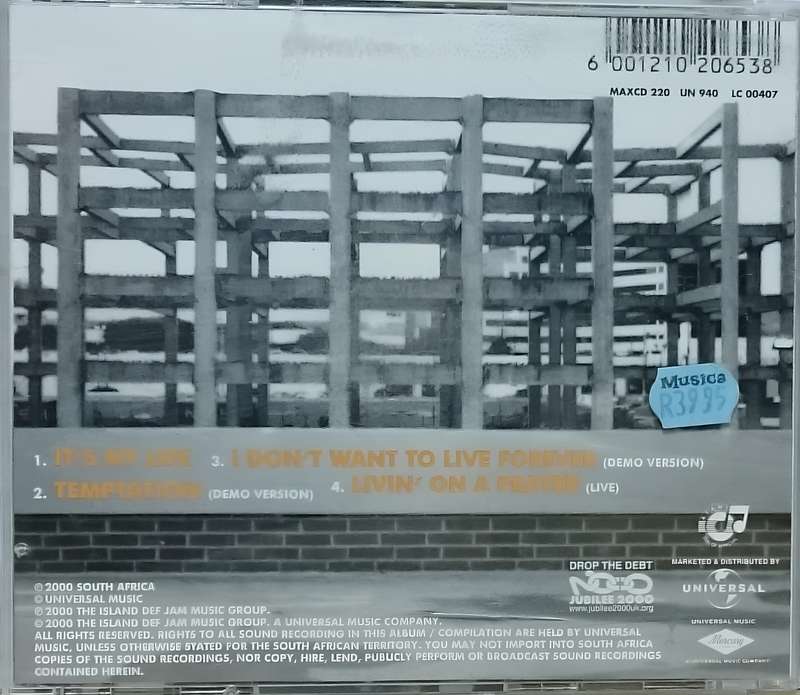 6 001210 206538
MAXCD 220 UN 940 LC 00407
Musica
R39.95
1. IT'S MY LIFE 3. I DON'T WANT TO LIVE FOREVER (DEMO VERSION)
2. TEMPTATION (DEMO VERSION) 4. LIVIN' ON A PRAYER (LIVE)
DROP THE DEBT
JUBILEE 2000
www.jubilee2000uk.org
MARKETED & DISTRIBUTED BY
UNIVERSAL
UNIVERSAL MUSIC
Mercury
A UNIVERSAL MUSIC COMPANY
℗ 2000 SOUTH AFRICA
© UNIVERSAL MUSIC
℗ 2000 THE ISLAND DEF JAM MUSIC GROUP.
© 2000 THE ISLAND DEF JAM MUSIC GROUP. A UNIVERSAL MUSIC COMPANY.
ALL RIGHTS RESERVED. RIGHTS TO ALL SOUND RECORDING IN THIS ALBUM / COMPILATION ARE HELD BY UNIVERSAL
MUSIC, UNLESS OTHERWISE STATED FOR THE SOUTH AFRICAN TERRITORY. YOU MAY NOT IMPORT INTO SOUTH AFRICA
COPIES OF THE SOUND RECORDINGS, NOR COPY, HIRE, LEND, PUBLICLY PERFORM OR BROADCAST SOUND RECORDINGS
CONTAINED HEREIN.